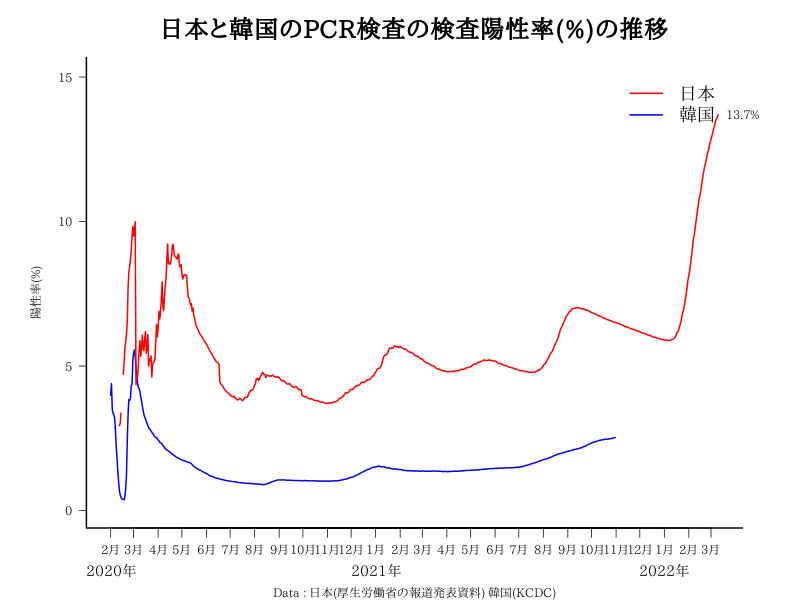 日本と韓国のPCR検査の検査陽性率(%)の推移
15
日本
韓国
13.7%
10
陽性率(%)
5
0
2月 3月 4月 5月 6月 7月 8月 9月 10月 11月 12月 1月 2月 3月 4月 5月 6月 7月 8月 9月 10月 11月 12月 1月 2月 3月
2020年 2021年 2022年
Data : 日本(厚生労働省の報道発表資料) 韓国(KCDC)